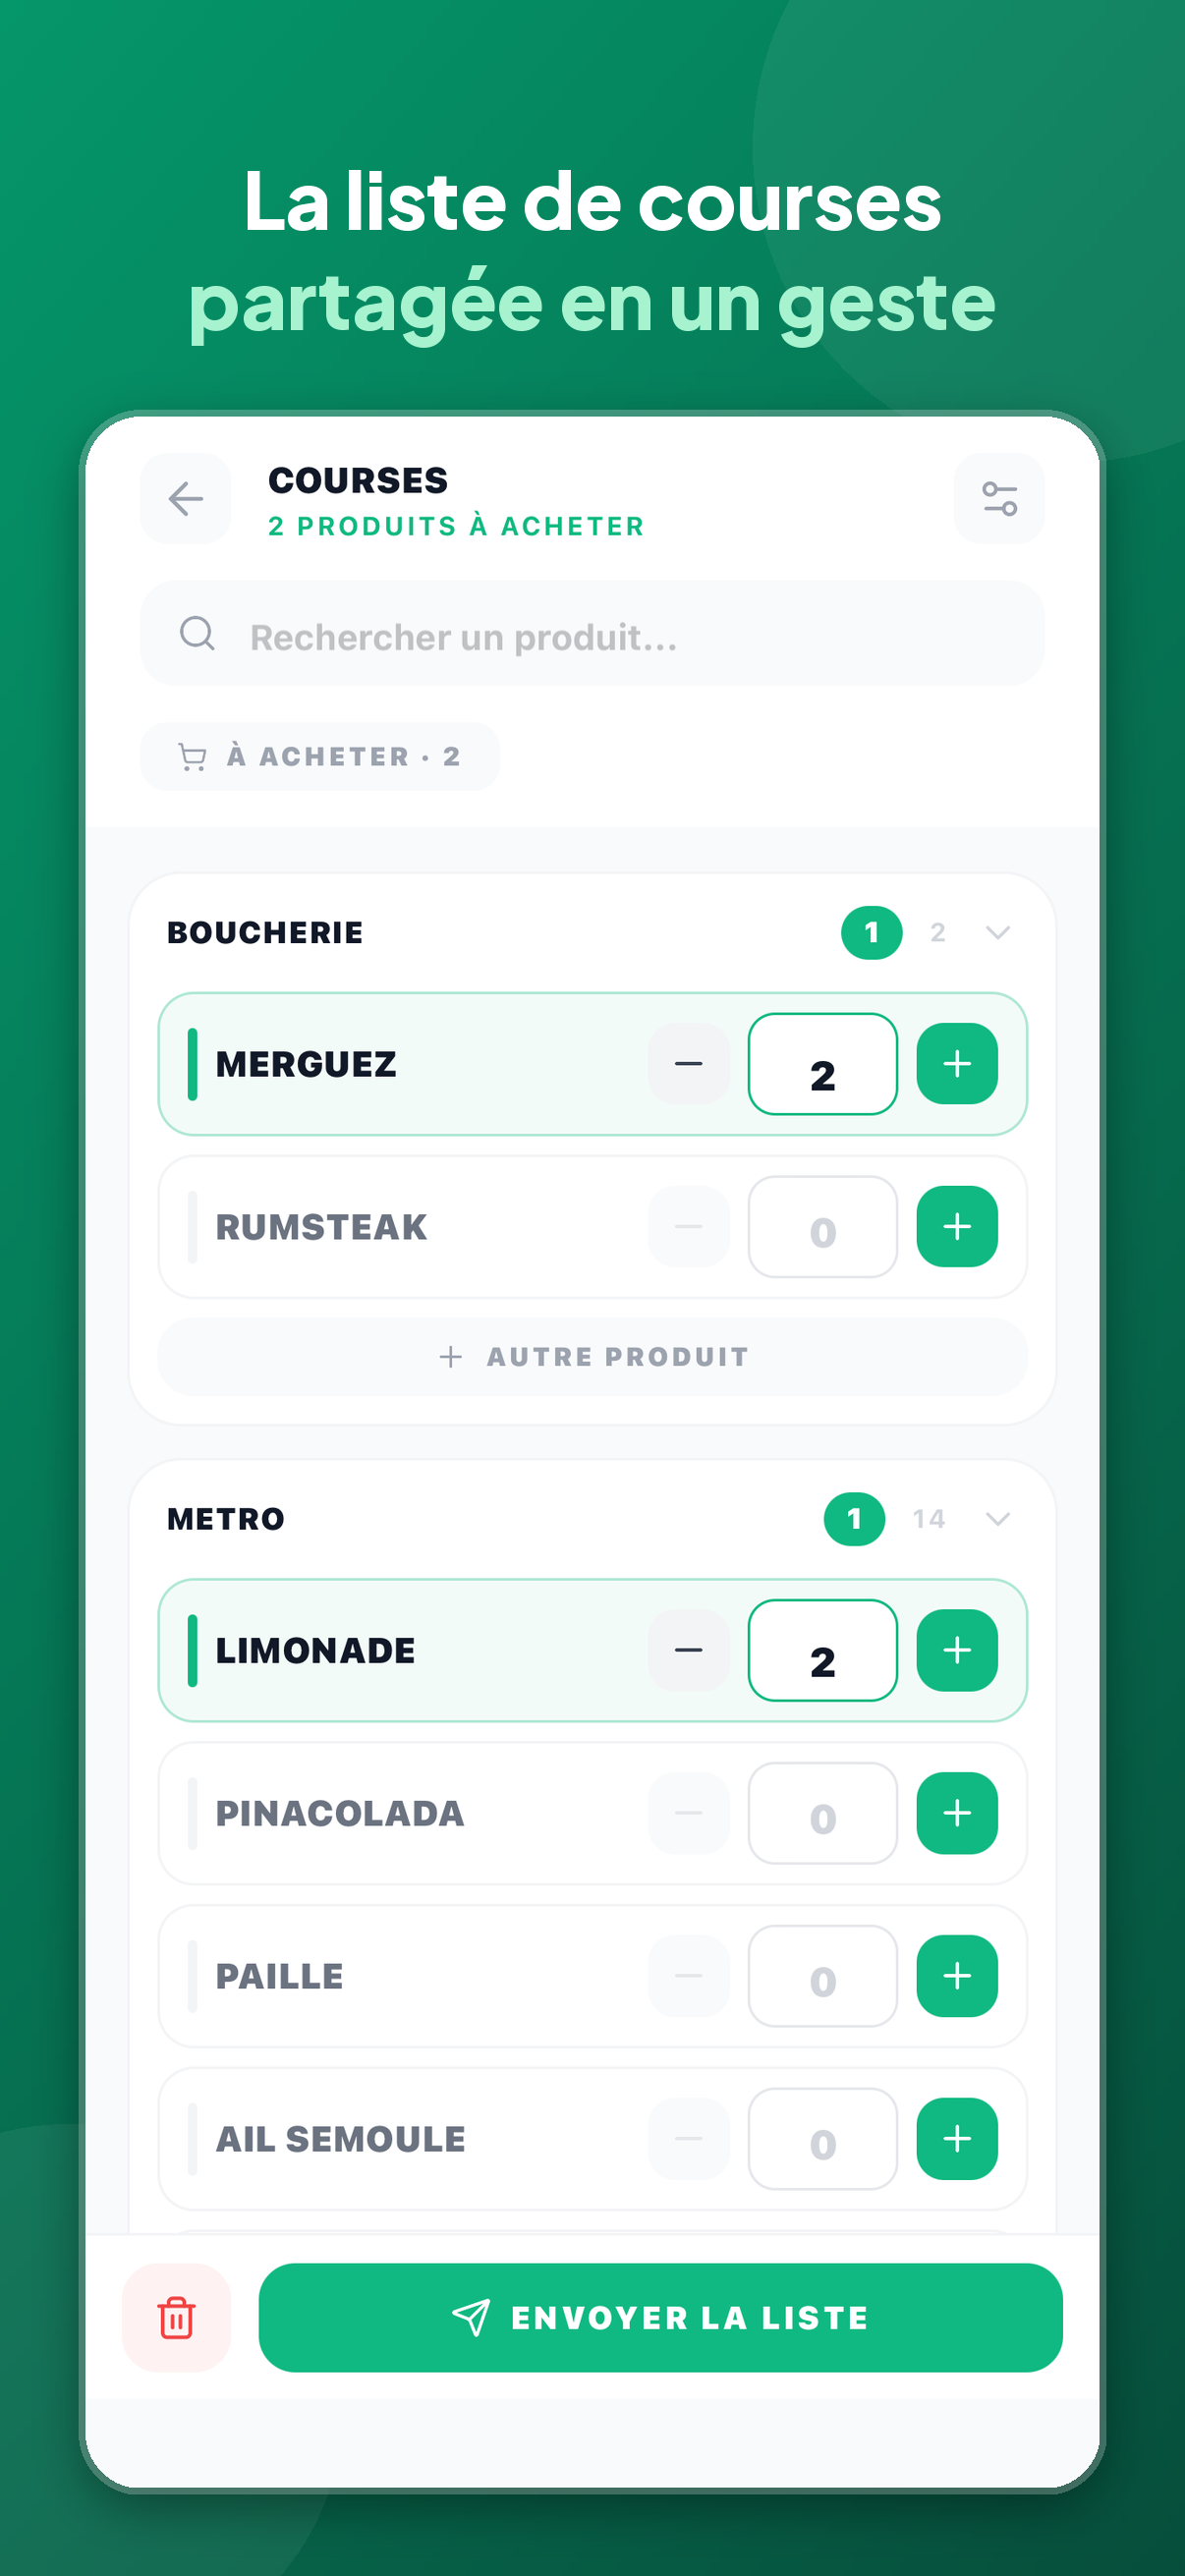 La liste de courses
partagée en un geste
COURSES
2 PRODUITS À ACHETER
Rechercher un produit...
À ACHETER · 2
BOUCHERIE 1 2
MERGUEZ 2
RUMSTEAK 0
AUTRE PRODUIT
METRO 1 14
LIMONADE 2
PINACOLADA 0
PAILLE 0
AIL SEMOULE 0
ENVOYER LA LISTE